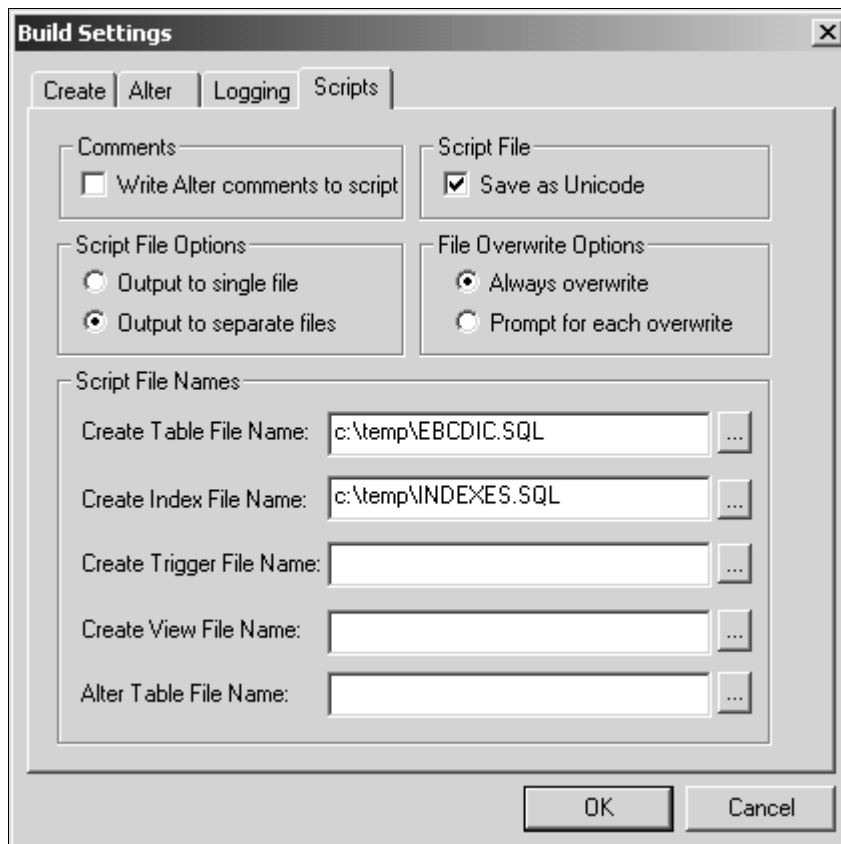 Build Settings
Create Alter Logging Scripts
Comments
Write Alter comments to script
Script File
Save as Unicode
Script File Options
Output to single file
Output to separate files
File Overwrite Options
Always overwrite
Prompt for each overwrite
Script File Names
Create Table File Name: c:\temp\EBCDIC.SQL ...
Create Index File Name: c:\temp\INDEXES.SQL ...
Create Trigger File Name: ...
Create View File Name: ...
Alter Table File Name: ...
OK Cancel